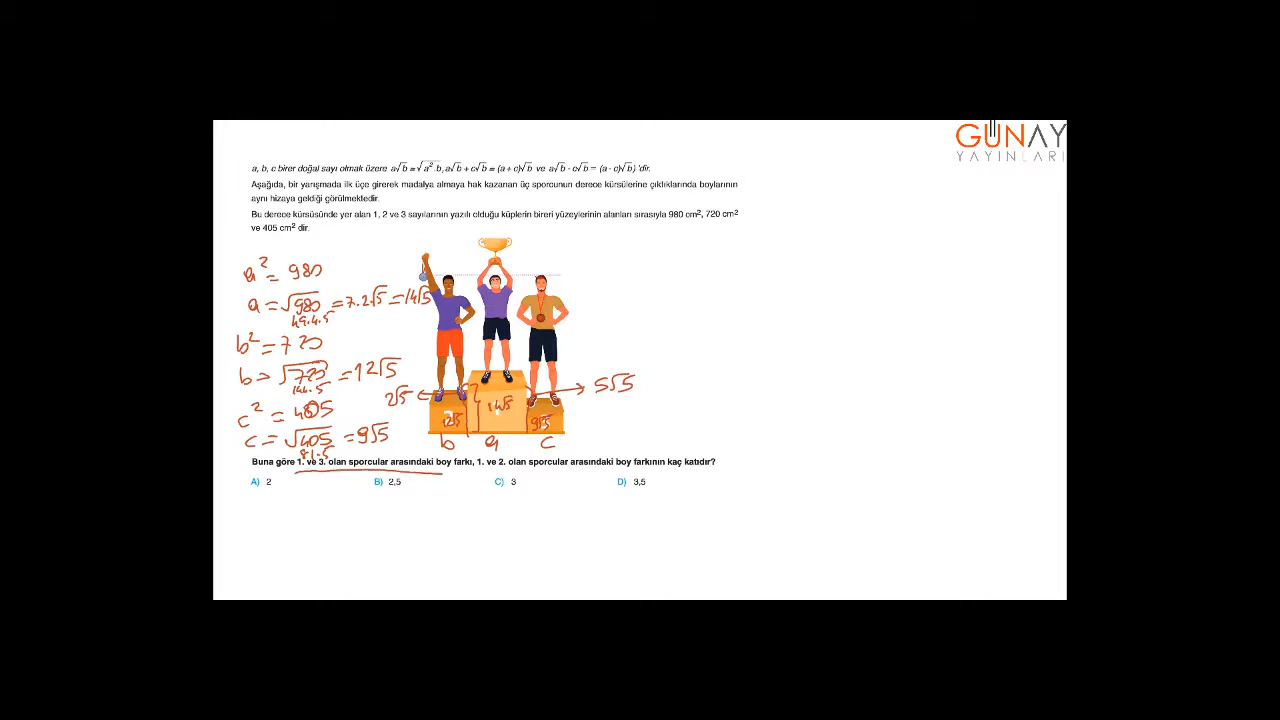 GÜNAY
YAYINLARI
a, b, c birer doğal sayı olmak üzere a√b = √a².b, a√b + c√b = (a + c)√b ve a√b - c√b = (a - c)√b) 'dir.
Aşağıda, bir yarışmada ilk üçe girerek madalya almaya hak kazanan üç sporcunun derece kürsülerine çıklıklarında boylarının
aynı hizaya geldiği görülmektedir.
Bu derece kürsüsünde yer alan 1, 2 ve 3 sayılarının yazılı olduğu küplerin bireri yüzeylerinin alanları sırasıyla 980 cm², 720 cm²
ve 405 cm² dir.
a² = 980
a = √980 = 7.2√5 = 14√5
49.4.5
b² = 720
b = √720 = 12√5
144.5
c² = 405
c = √405 = 9√5
81.5
2√5
5√5
12√5
14√5
9√5
b a c
Buna göre 1. ve 3. olan sporcular arasındaki boy farkı, 1. ve 2. olan sporcular arasındaki boy farkının kaç katıdır?
A) 2 B) 2,5 C) 3 D) 3,5